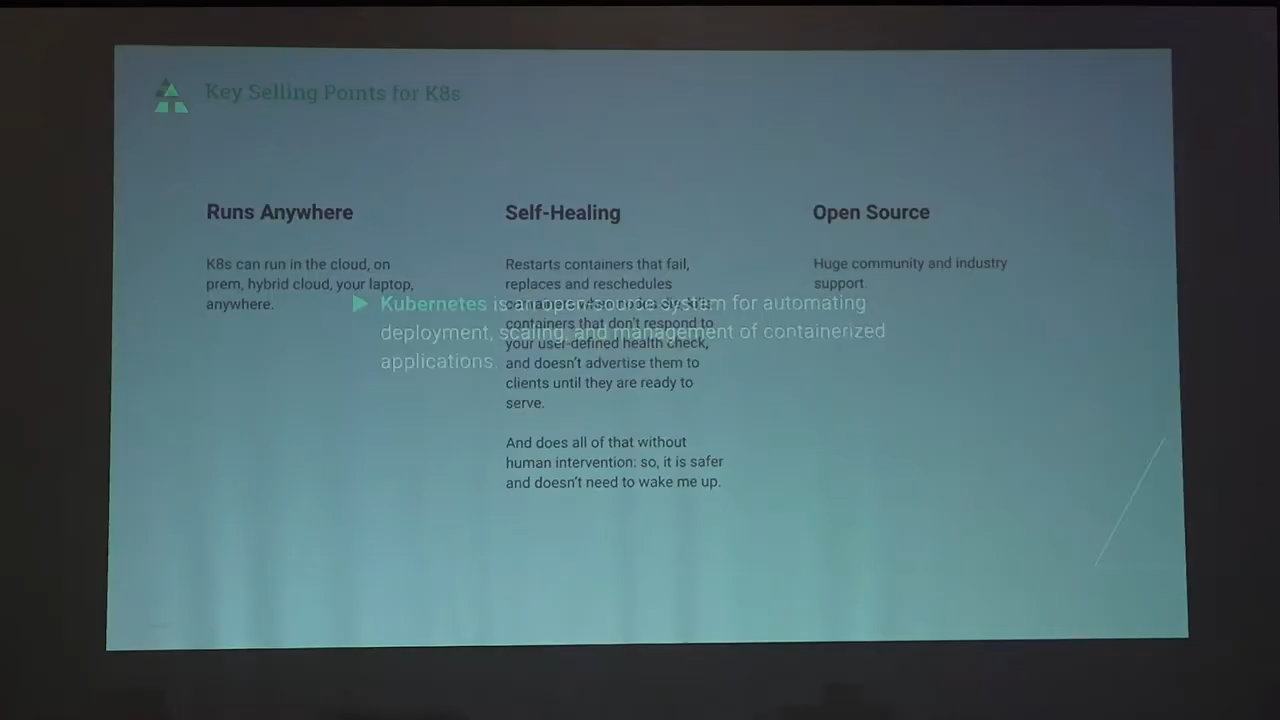 Key Selling Points for K8s
Runs Anywhere
K8s can run in the cloud, on
prem, hybrid cloud, your laptop,
anywhere.
Self-Healing
Restarts containers that fail,
replaces and reschedules
containers when nodes die, kills
containers that don't respond to
your user-defined health check,
and doesn't advertise them to
clients until they are ready to
serve.
And does all of that without
human intervention: so, it is safer
and doesn't need to wake me up.
Open Source
Huge community and industry
support.
Kubernetes is an open-source system for automating
deployment, scaling, and management of containerized
applications.